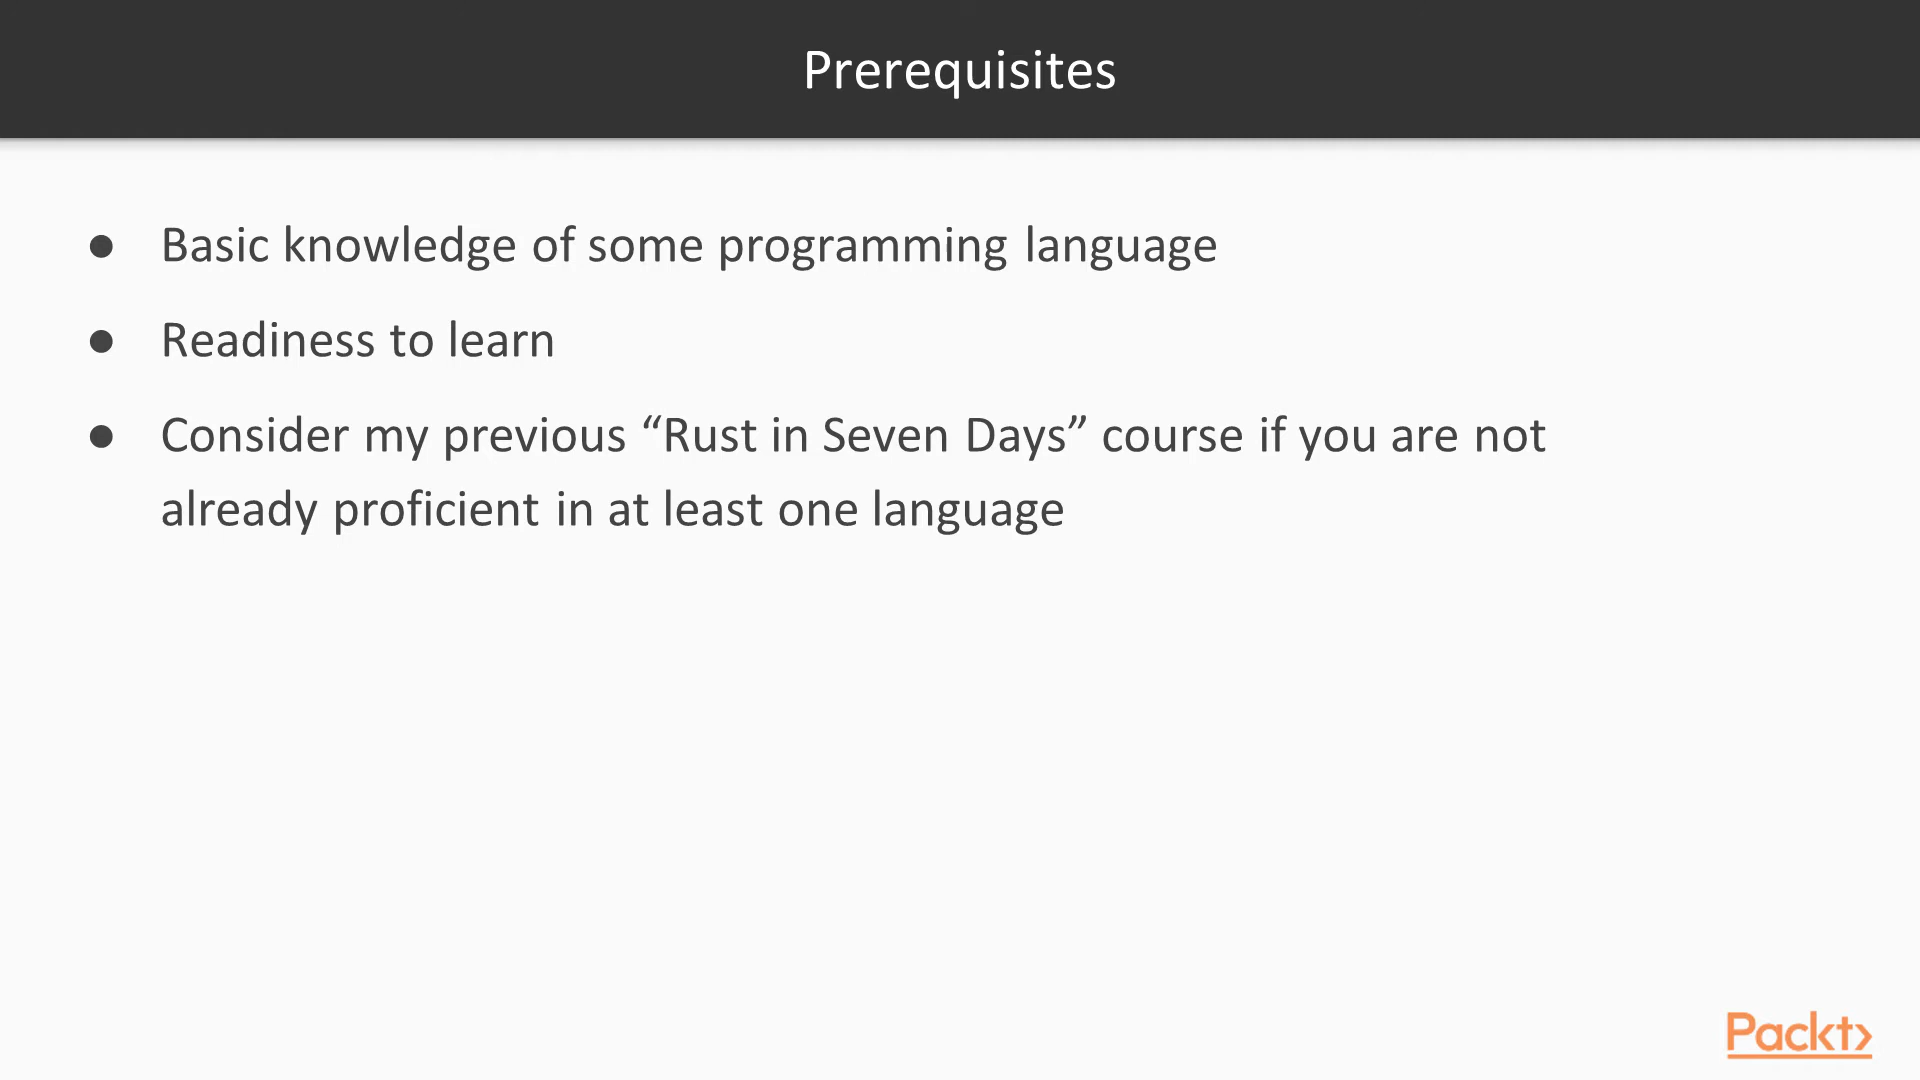 Prerequisites
● Basic knowledge of some programming language
● Readiness to learn
● Consider my previous “Rust in Seven Days” course if you are not
already proficient in at least one language
Packt>